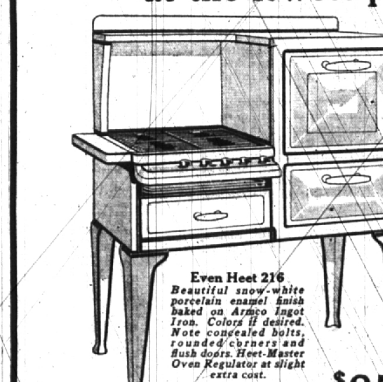 Even Heet 216
Beautiful snow-white
porcelain enamel finish
baked on Armco Ingot
Iron. Colors if desired.
Note concealed bolts,
rounded corners and
flush doors. Heet-Master
Oven Regulator at slight
extra cost.